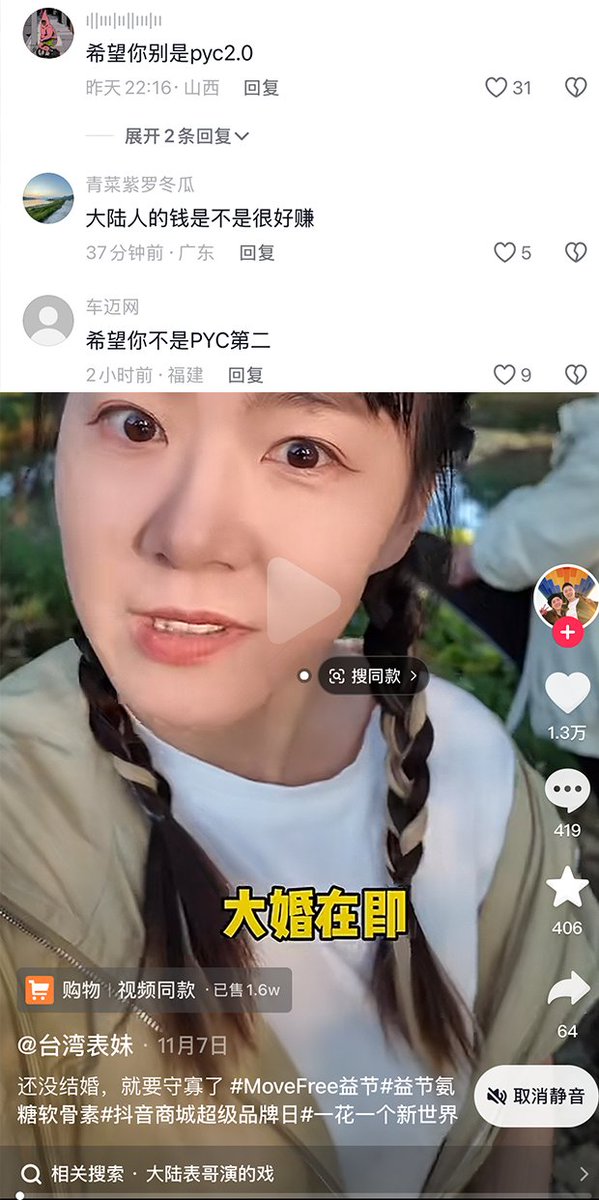 希望你别是pyc2.0
昨天 22:16 · 山西 回复
31
展开2条回复
青菜紫罗冬瓜
大陆人的钱是不是很好赚
37分钟前 · 广东 回复
5
车迈网
希望你不是PYC第二
2小时前 · 福建 回复
9
搜同款
1.3万
419
大婚在即
406
购物 | 视频同款 · 已售1.6w
64
@台湾表妹 · 11月7日
还没结婚，就要守寡了 #MoveFree益节#益节氨
糖软骨素#抖音商城超级品牌日#一花一个新世界
取消静音
相关搜索 · 大陆表哥演的戏